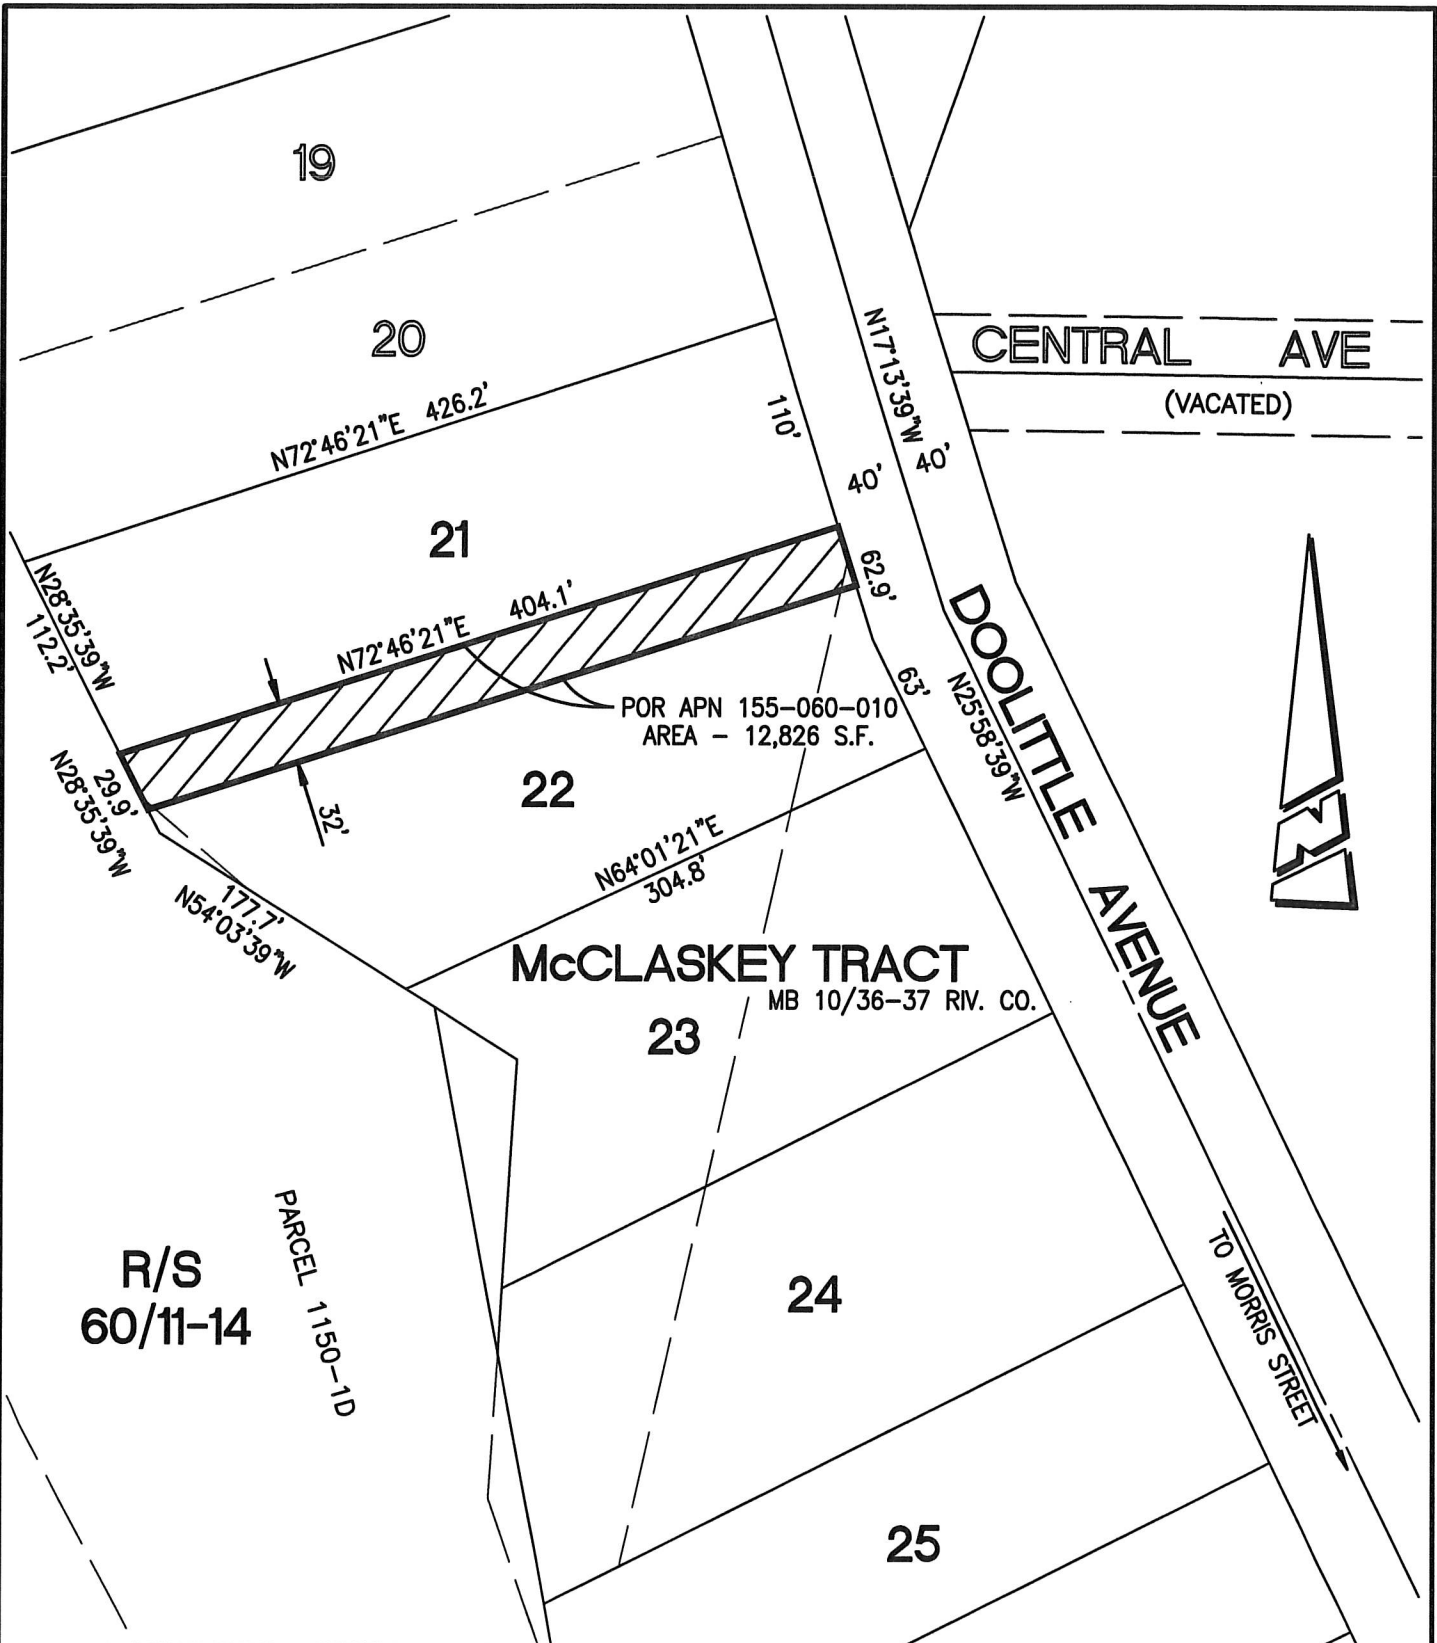 19
20
CENTRAL AVE
(VACATED)
N17°13'39"W
N72°46'21"E 426.2'
110'
40'
40'
21
62.9'
N28°35'39"W
112.2'
N72°46'21"E 404.1'
DOOLITTLE AVENUE
63'
N25°58'39"W
POR APN 155-060-010
AREA - 12,826 S.F.
29.9'
N28°35'39"W
32'
22
N64°01'21"E
304.8'
177.7'
N54°03'39"W
McCLASKEY TRACT
MB 10/36-37 RIV. CO.
23
PARCEL 1150-1D
R/S
60/11-14
24
TO MORRIS STREET
25